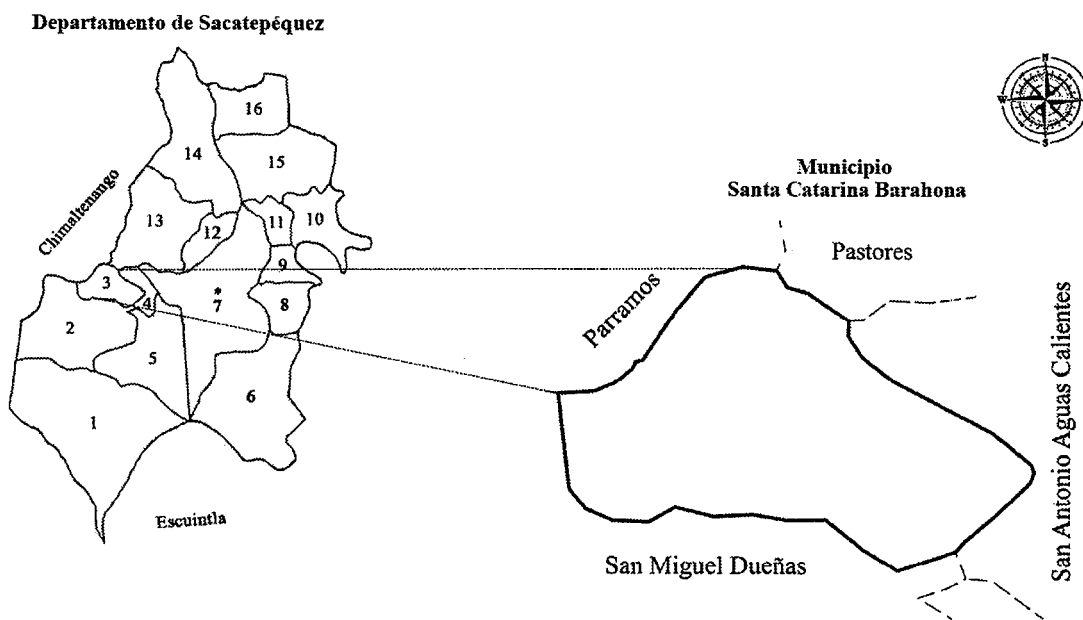 Departamento de Sacatepéquez
16
14
15
Chimaltenango
13
12
11
10
9
3
4
*
7
8
2
5
6
1
Escuintla
N
W
S
Municipio
Santa Catarina Barahona
Pastores
Parramos
San Antonio Aguas Calientes
San Miguel Dueñas